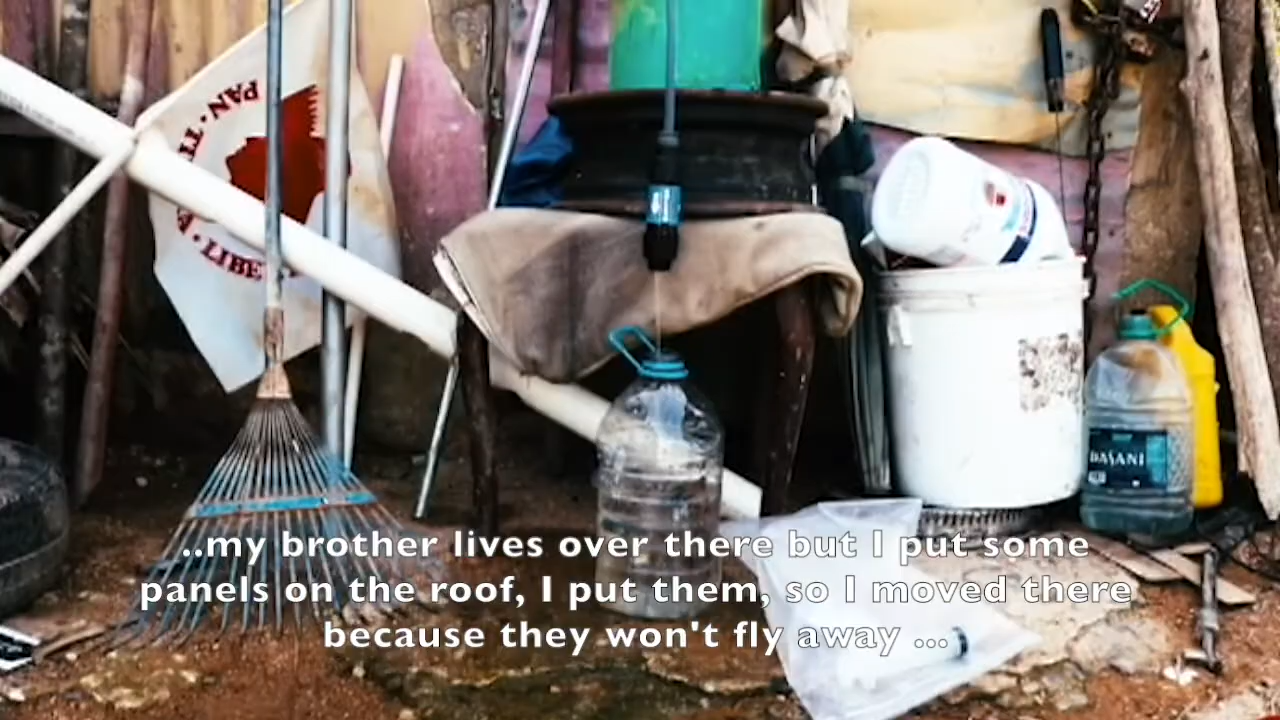 PAN·TI
LIBE
DASANI
..my brother lives over there but I put some
panels on the roof, I put them, so I moved there
because they won't fly away ...